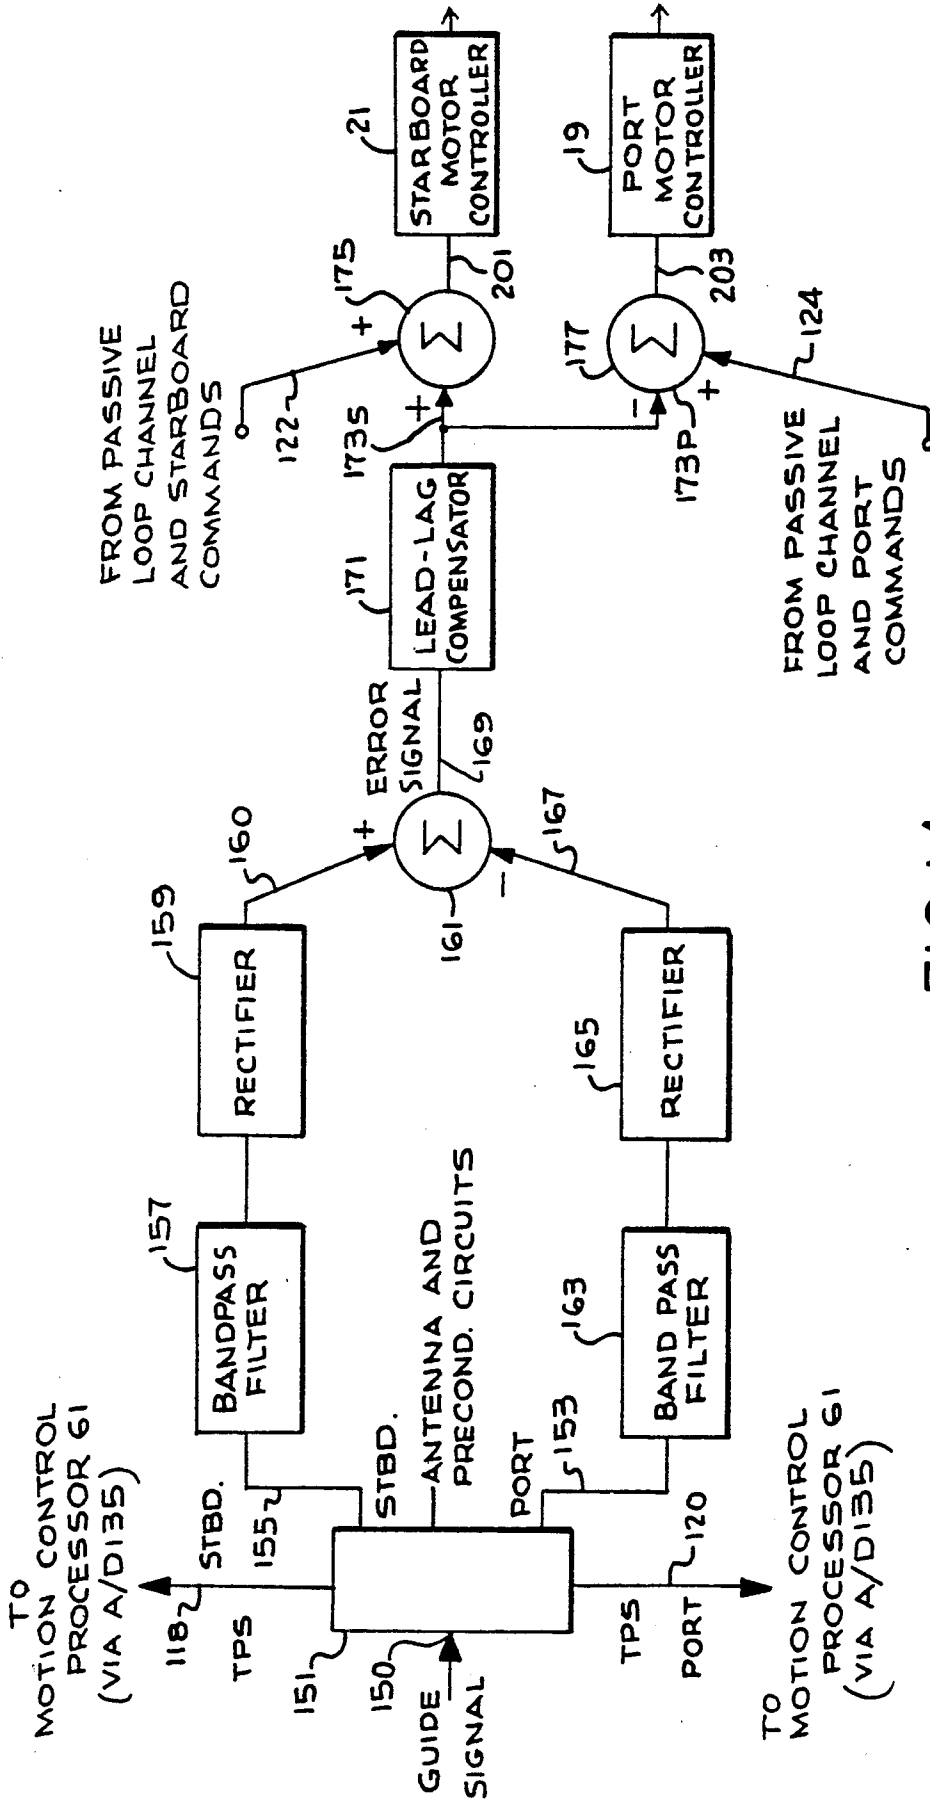 TO
MOTION CONTROL
PROCESSOR 61
(VIA A/D135)
118
STBD.
TPS
155
151
150
GUIDE
SIGNAL
STBD.
ANTENNA AND
PRECOND. CIRCUITS
PORT
153
TPS
PORT
120
TO
MOTION CONTROL
PROCESSOR 61
(VIA A/D135)
157
BANDPASS
FILTER
159
RECTIFIER
160
163
BAND PASS
FILTER
165
RECTIFIER
167
+
Σ
-
161
ERROR
SIGNAL
169
171
LEAD-LAG
COMPENSATOR
FROM PASSIVE
LOOP CHANNEL
AND STARBOARD
COMMANDS
122
173S
+
+
175
Σ
201
21
STARBOARD
MOTOR
CONTROLLER
-
173P
+
177
Σ
203
19
PORT
MOTOR
CONTROLLER
124
FROM PASSIVE
LOOP CHANNEL
AND PORT
COMMANDS